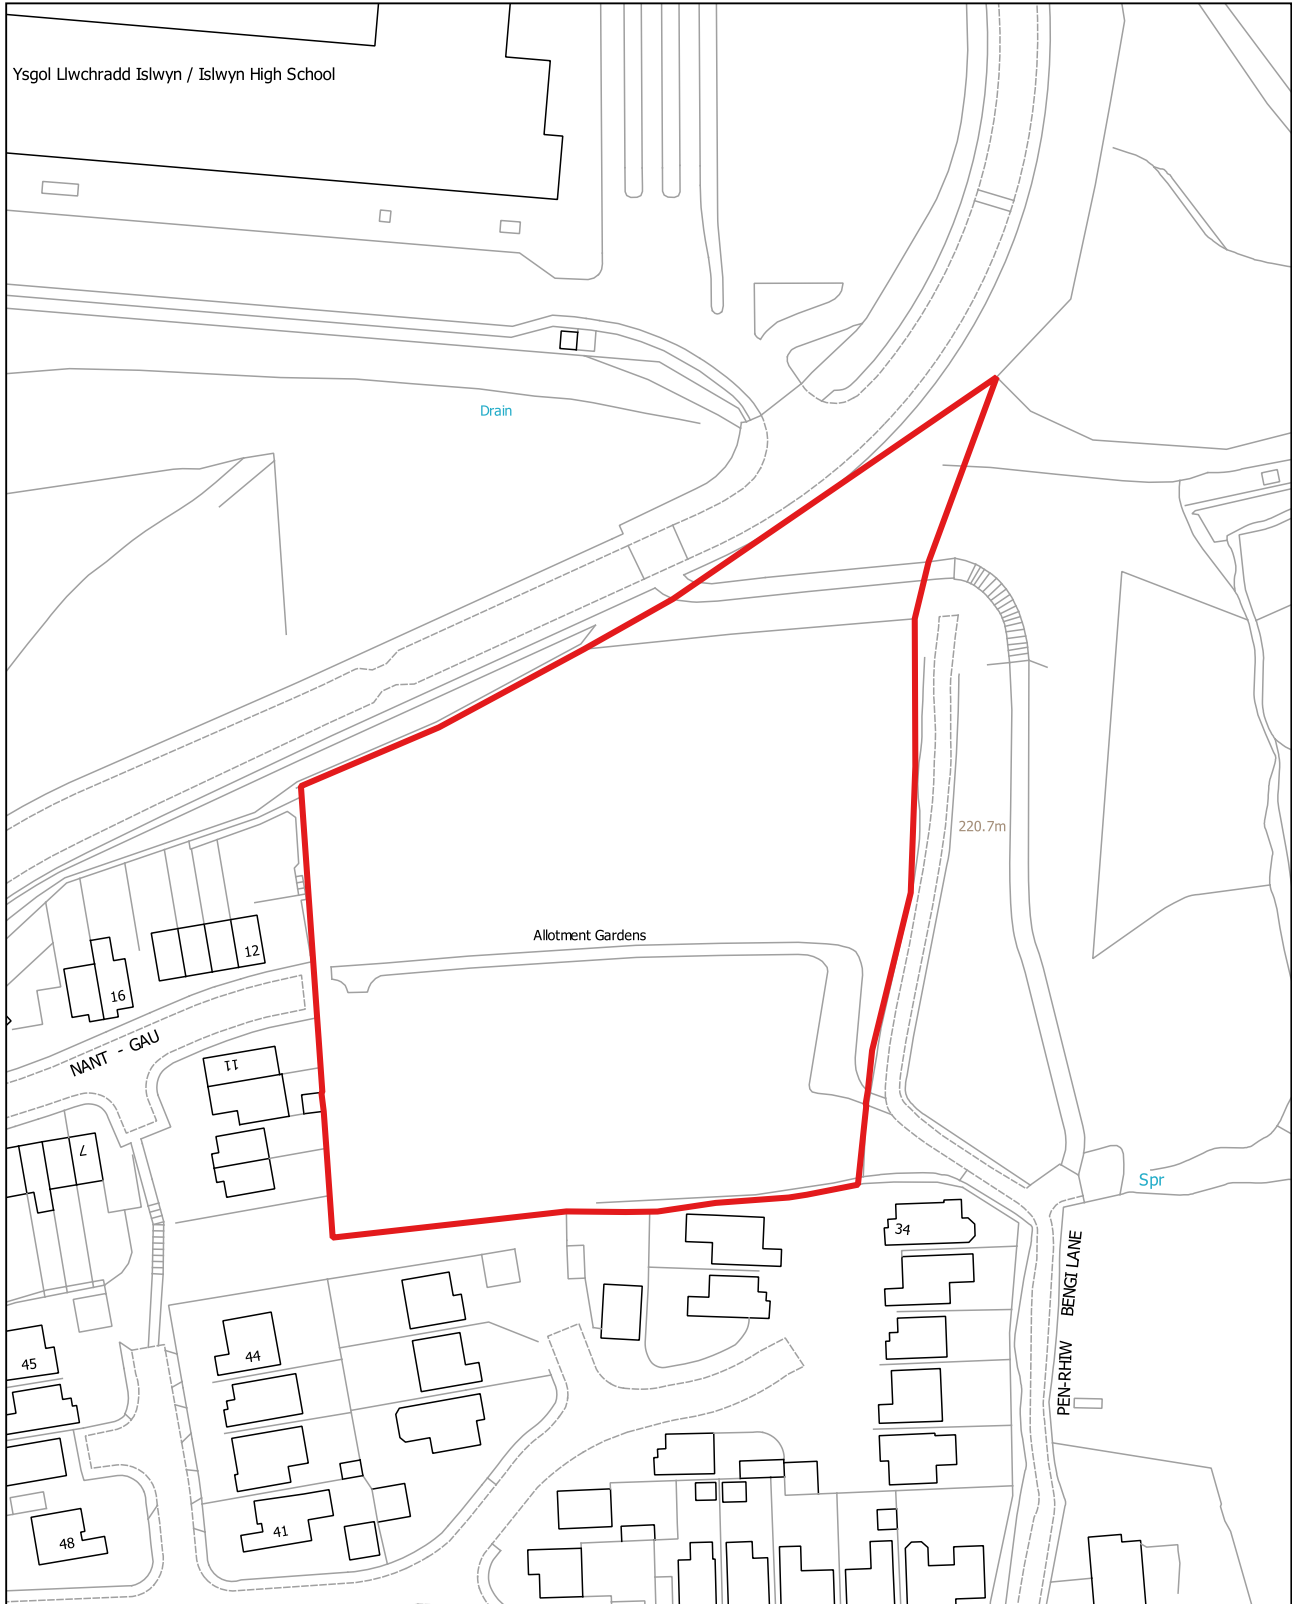 Ysgol Llwchradd Islwyn / Islwyn High School
Drain
220.7m
Allotment Gardens
12
16
NANT - GAU
11
7
Spr
34
PEN-RHIW BENGI LANE
44
45
41
48